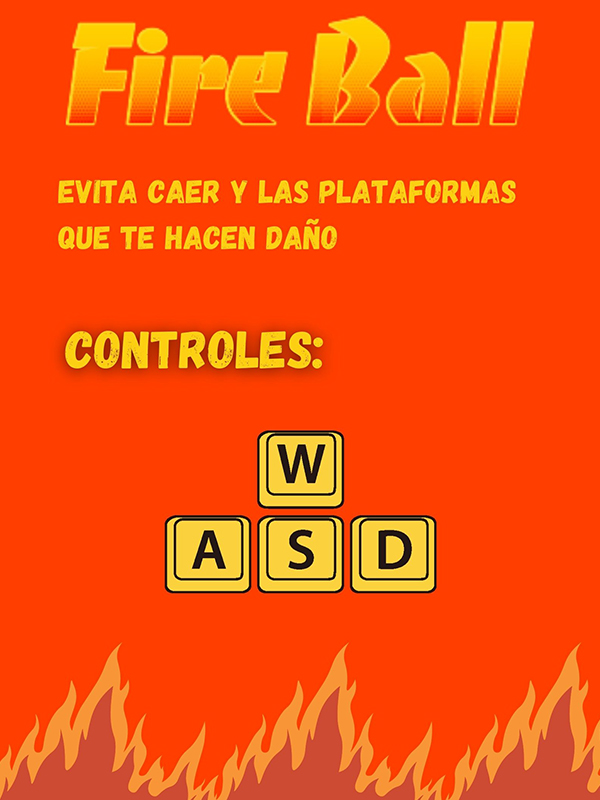 Fire Ball
EVITA CAER Y LAS PLATAFORMAS
QUE TE HACEN DAÑO
CONTROLES:
W
A S D